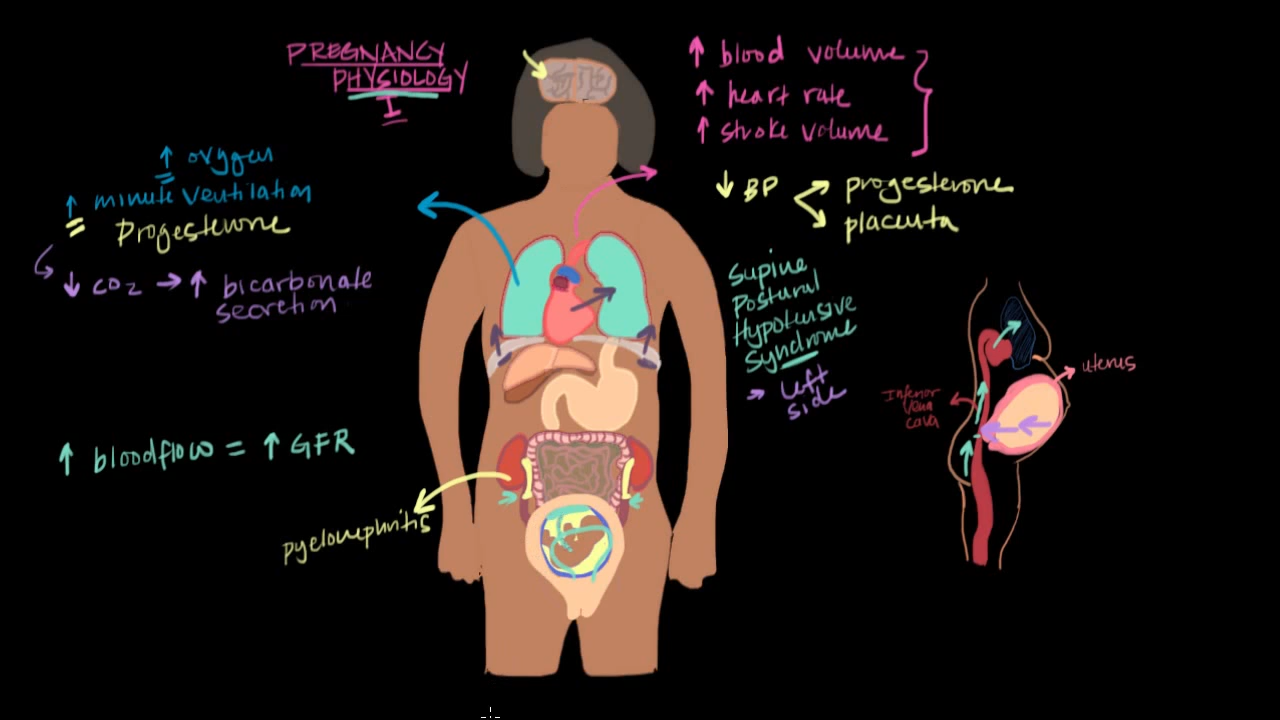 PREGNANCY
PHYSIOLOGY
I
↑ oxygen
↑ minute ventilation
= Progesterone
↓ CO2 → ↑ bicarbonate
secretion
↑ bloodflow = ↑ GFR
pyelonephritis
↑ blood volume
↑ heart rate
↑ stroke volume
↓ BP
progesterone
placenta
Supine
Postural
Hypotensive
Syndrome
→ left
side
Inferior
vena
cava
uterus